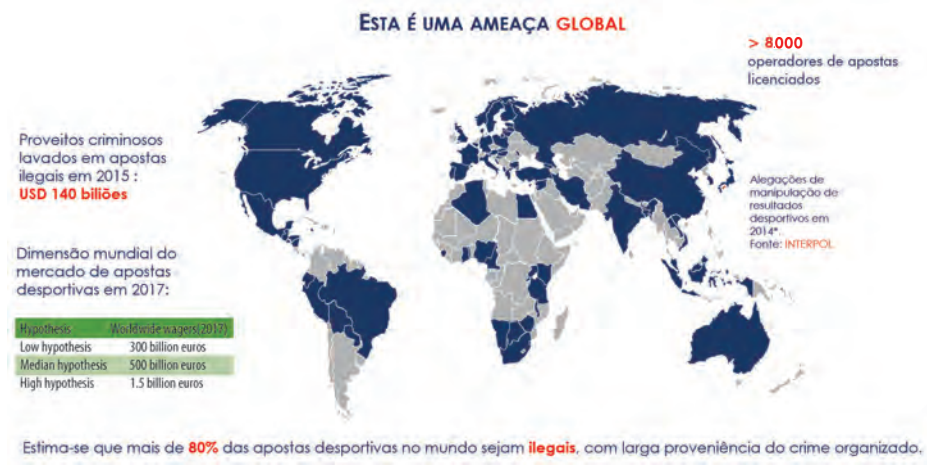 ESTA É UMA AMEAÇA GLOBAL
> 8000
operadores de apostas
licenciados
Proveitos criminosos
lavados em apostas
ilegais em 2015 :
USD 140 biliões
Alegações de
manipulação de
resultados
desportivos em
2014*.
Fonte: INTERPOL
Dimensão mundial do
mercado de apostas
desportivas em 2017:
Hypothesis Worldwide wagers(2017)
Low hypothesis 300 billion euros
Median hypothesis 500 billion euros
High hypothesis 1.5 billion euros
Estima-se que mais de 80% das apostas desportivas no mundo sejam ilegais, com larga proveniência do crime organizado.